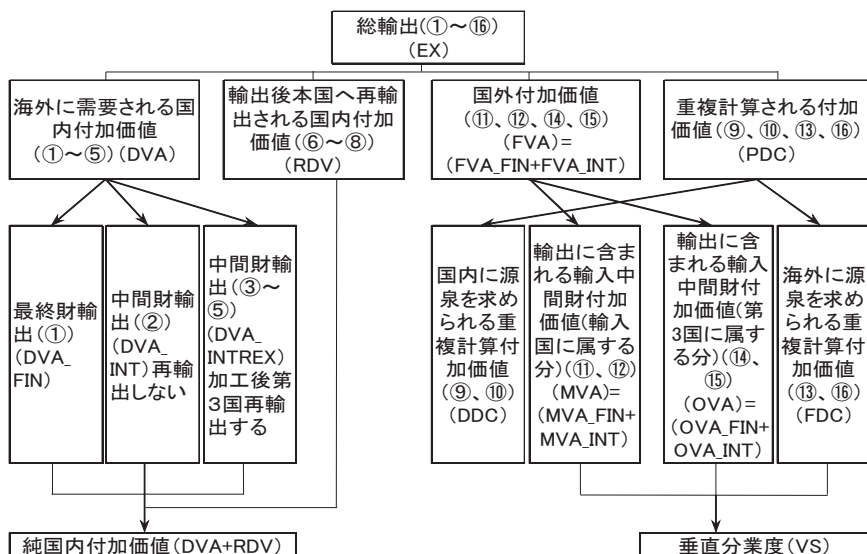 総輸出(①～⑯)
(EX)
海外に需要される国
内付加価値
(①～⑤)(DVA)
輸出後本国へ再輸
出される国内付加
価値(⑥～⑧)
(RDV)
国外付加価値
(⑪、⑫、⑭、⑮)
(FVA)=
(FVA_FIN+FVA_INT)
重複計算される付加
価値(⑨、⑩、⑬、⑯)
(PDC)
最終財輸
出(①)
(DVA_
FIN)
中間財輸
出(②)
(DVA_
INT)再輸
出しない
中間財輸
出(③～
⑤)
(DVA_
INTREX)
加工後第
3国再輸
出する
国内に源
泉を求め
られる重
複計算付
加価値
(⑨、⑩)
(DDC)
輸出に含
まれる輸入中
間財付加
価値(輸入
国に属する
分)(⑪、⑫)
(MVA)=
(MVA_FIN+
MVA_INT)
輸出に含
まれる輸入
中間財付
加価値(第
3国に属す
る分)(⑭、
⑮)
(OVA)=
(OVA_FIN+
OVA_INT)
海外に源
泉を求め
られる重
複計算付
加価値
(⑬、⑯)
(FDC)
純国内付加価値(DVA+RDV)
垂直分業度(VS)